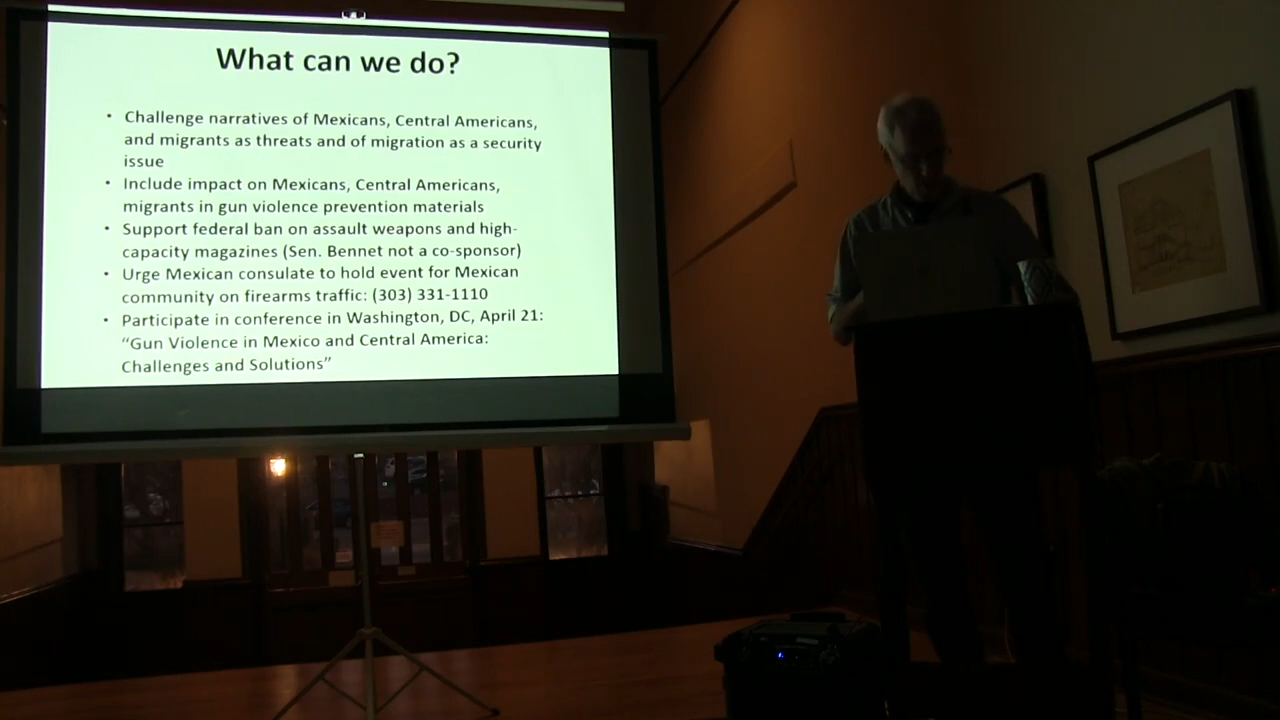 What can we do?
• Challenge narratives of Mexicans, Central Americans,
and migrants as threats and of migration as a security
issue
• Include impact on Mexicans, Central Americans,
migrants in gun violence prevention materials
• Support federal ban on assault weapons and high-
capacity magazines (Sen. Bennet not a co-sponsor)
• Urge Mexican consulate to hold event for Mexican
community on firearms traffic: (303) 331-1110
• Participate in conference in Washington, DC, April 21:
“Gun Violence in Mexico and Central America:
Challenges and Solutions”